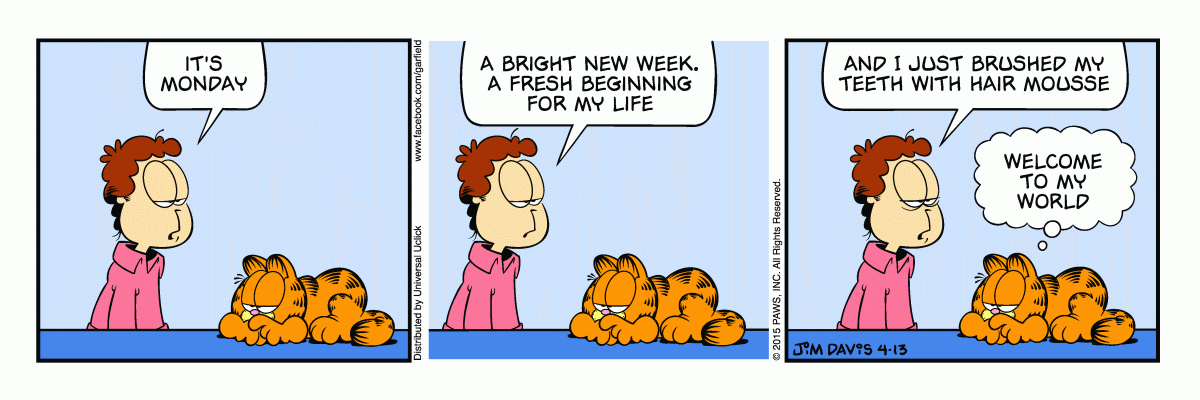 IT'S
MONDAY
Distributed by Universal Uclick
www.facebook.com/garfield
A BRIGHT NEW WEEK.
A FRESH BEGINNING
FOR MY LIFE
© 2015 PAWS, INC. All Rights Reserved.
AND I JUST BRUSHED MY
TEETH WITH HAIR MOUSSE
WELCOME
TO MY
WORLD
JIM DAVIS 4-13